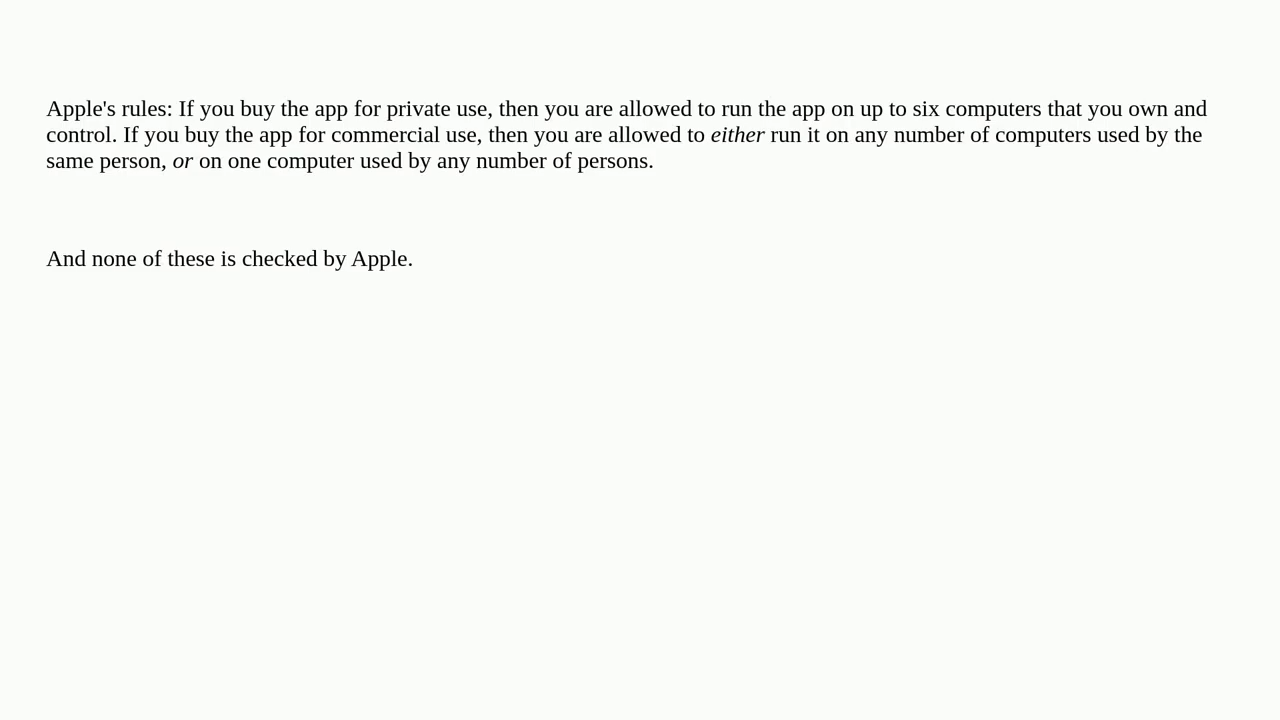 Apple's rules: If you buy the app for private use, then you are allowed to run the app on up to six computers that you own and
control. If you buy the app for commercial use, then you are allowed to either run it on any number of computers used by the
same person, or on one computer used by any number of persons.
And none of these is checked by Apple.